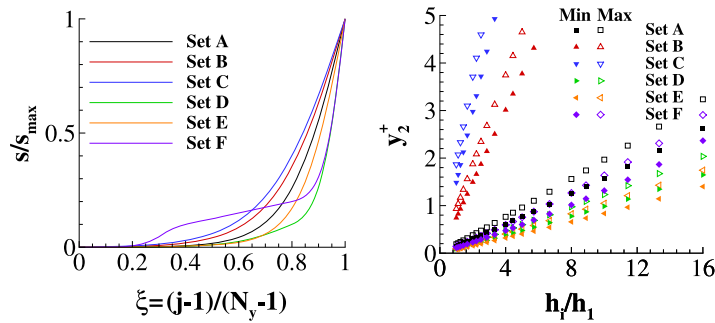 s/s_max
1
0.5
0
0
0.2
0.4
0.6
0.8
1
ξ=(j-1)/(N_y-1)
Set A
Set B
Set C
Set D
Set E
Set F
y_2^+
5
4
3
2
1
0
0
4
8
12
16
h_i/h_1
Min Max
Set A
Set B
Set C
Set D
Set E
Set F